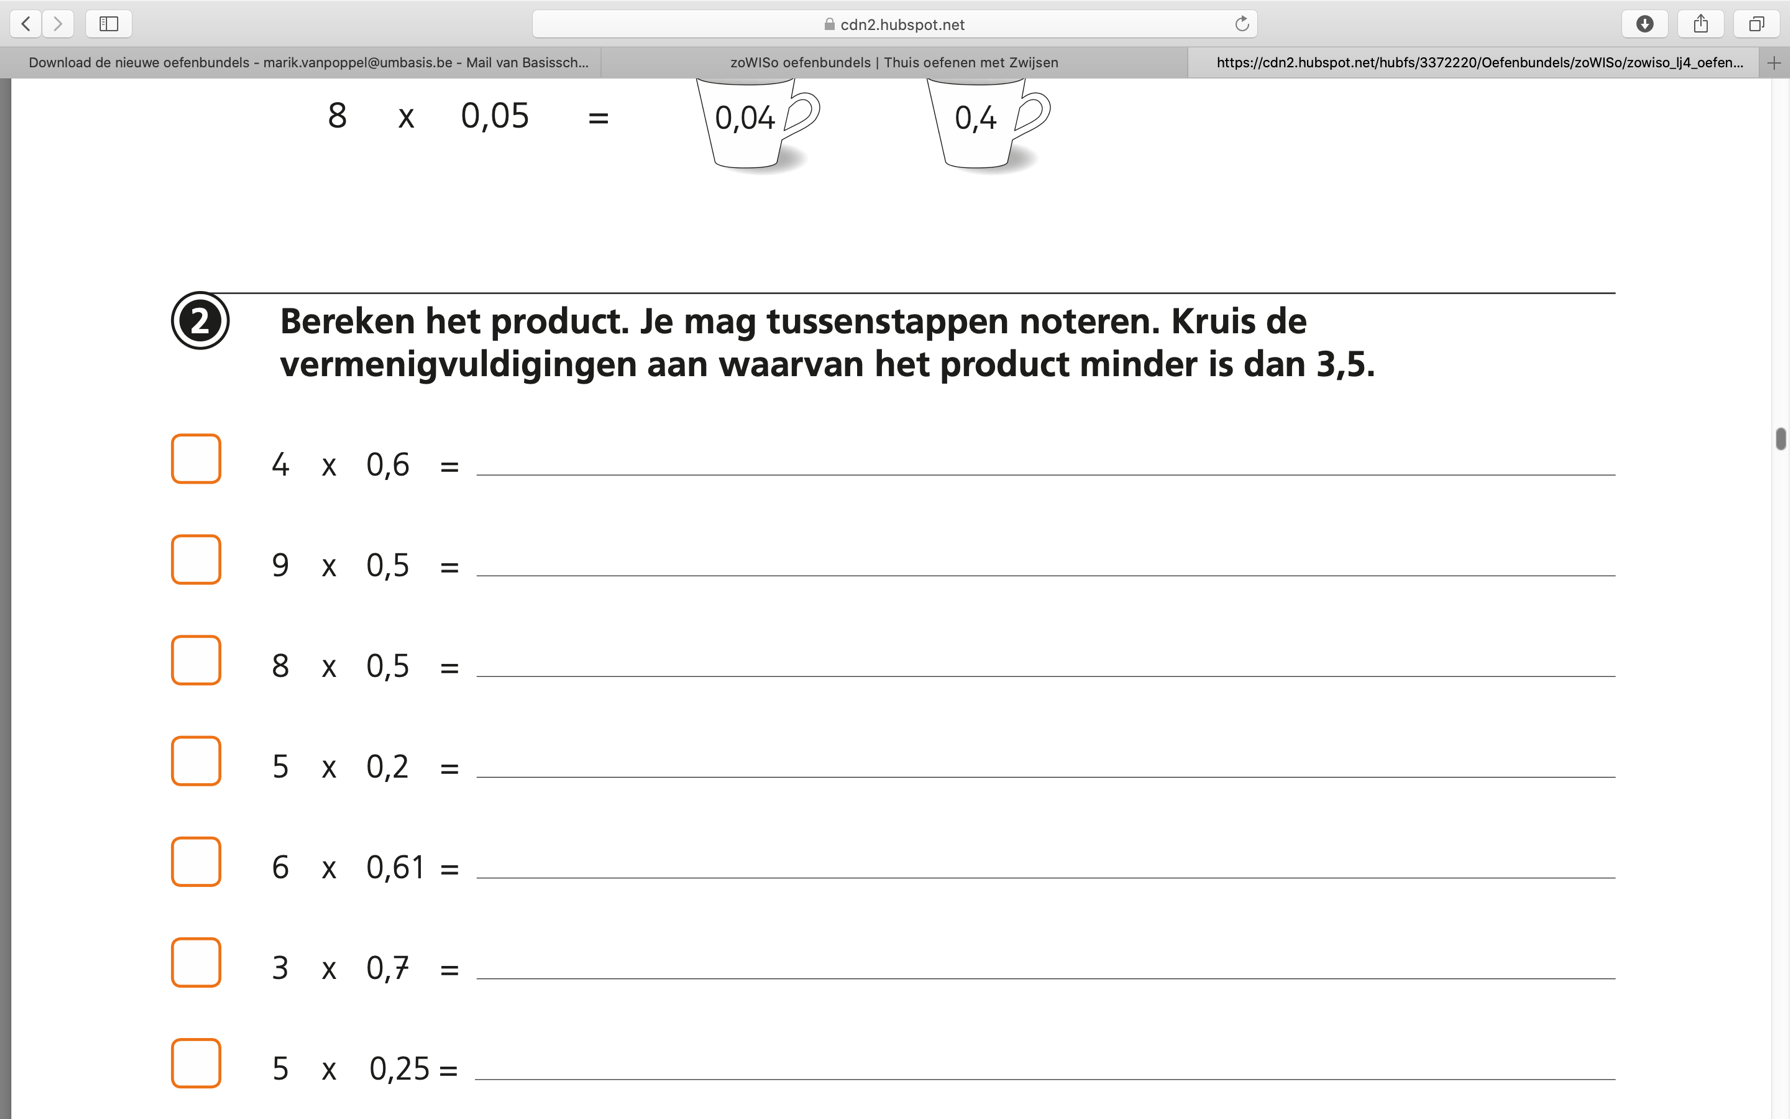 cdn2.hubspot.net
Download de nieuwe oefenbundels - marik.vanpoppel@umbasis.be - Mail van Basissch...
zoWISo oefenbundels | Thuis oefenen met Zwijsen
https://cdn2.hubspot.net/hubfs/3372220/Oefenbundels/zoWISo/zowiso_lj4_oefen...
8 x 0,05 = 0,04 0,4
2 Bereken het product. Je mag tussenstappen noteren. Kruis de
vermenigvuldigingen aan waarvan het product minder is dan 3,5.
4 x 0,6 =
9 x 0,5 =
8 x 0,5 =
5 x 0,2 =
6 x 0,61 =
3 x 0,7 =
5 x 0,25 =